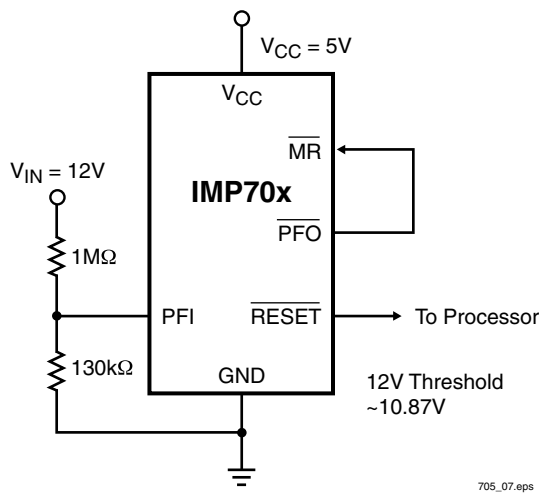 V_CC = 5V
V_CC
MR̅
V_IN = 12V
IMP70x
PFO̅
1MΩ
PFI
RESET̅
To Processor
130kΩ
GND
12V Threshold
~10.87V
705_07.eps